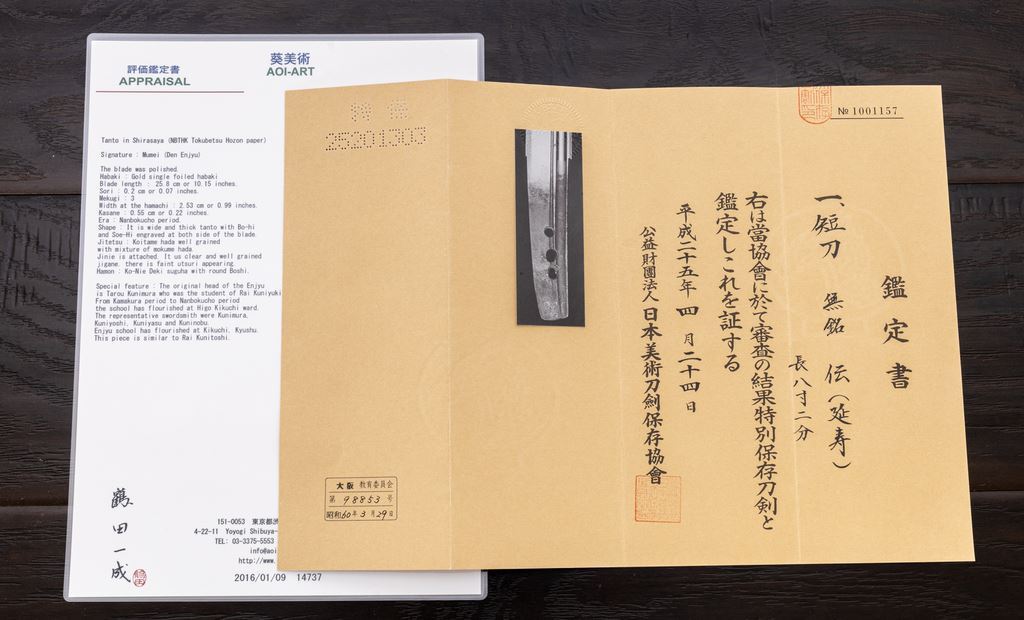 評価鑑定書
APPRAISAL
葵美術
AOI-ART
Tanto in Shirasaya (NBTHK Tokubetsu Hozon paper)
Signature : Mumei (Den Enjyu)
The blade was polished.
Habaki : Gold single foiled habaki
Blade length : 25.8 cm or 10.15 inches.
Sori : 0.2 cm or 0.07 inches.
Mekugi : 3
Width at the hamachi : 2.53 cm or 0.99 inches.
Kasane : 0.55 cm or 0.22 inches.
Era : Nanbokucho period.
Shape : It is wide and thick tanto with Bo-hi
and Soe-Hi engraved at both side of the blade.
Jitetsu : Koitame hada well grained
with mixture of mokume hada.
Jinie is attached. It us clear and well grained
jigane. there is faint utsuri appearing.
Hamon : Ko-Nie Deki suguha with round Boshi.
Special feature : The original head of the Enjyu
is Tarou Kunimura who was the student of Rai Kuniyuki
From Kamakura period to Nanbokucho period
the school has flourished at Higo Kikuchi ward.
The representative swordsmith were Kunimura,
Kuniyoshi, Kuniyasu and Kuninobu.
Enjyu school has flourished at Kikuchi, Kyushu.
This piece is similar to Rai Kunitoshi.
鶴田一成
151-0053 東京都渋
4-22-11 Yoyogi Shibuya-
TEL: 03-3375-5553
info@aoi
http://www.
2016/01/09 14737
特保
25201303
№ 1001157
鑑定書
一、短刀 無銘 伝(延寿)
長八寸二分
右は當協會に於て審査の結果特別保存刀剣と
鑑定しこれを証する
平成二十五年四月二十四日
公益財團法人日本美術刀劍保存協會
大阪 教育委員会
第 98853 号
昭和60年3月29日